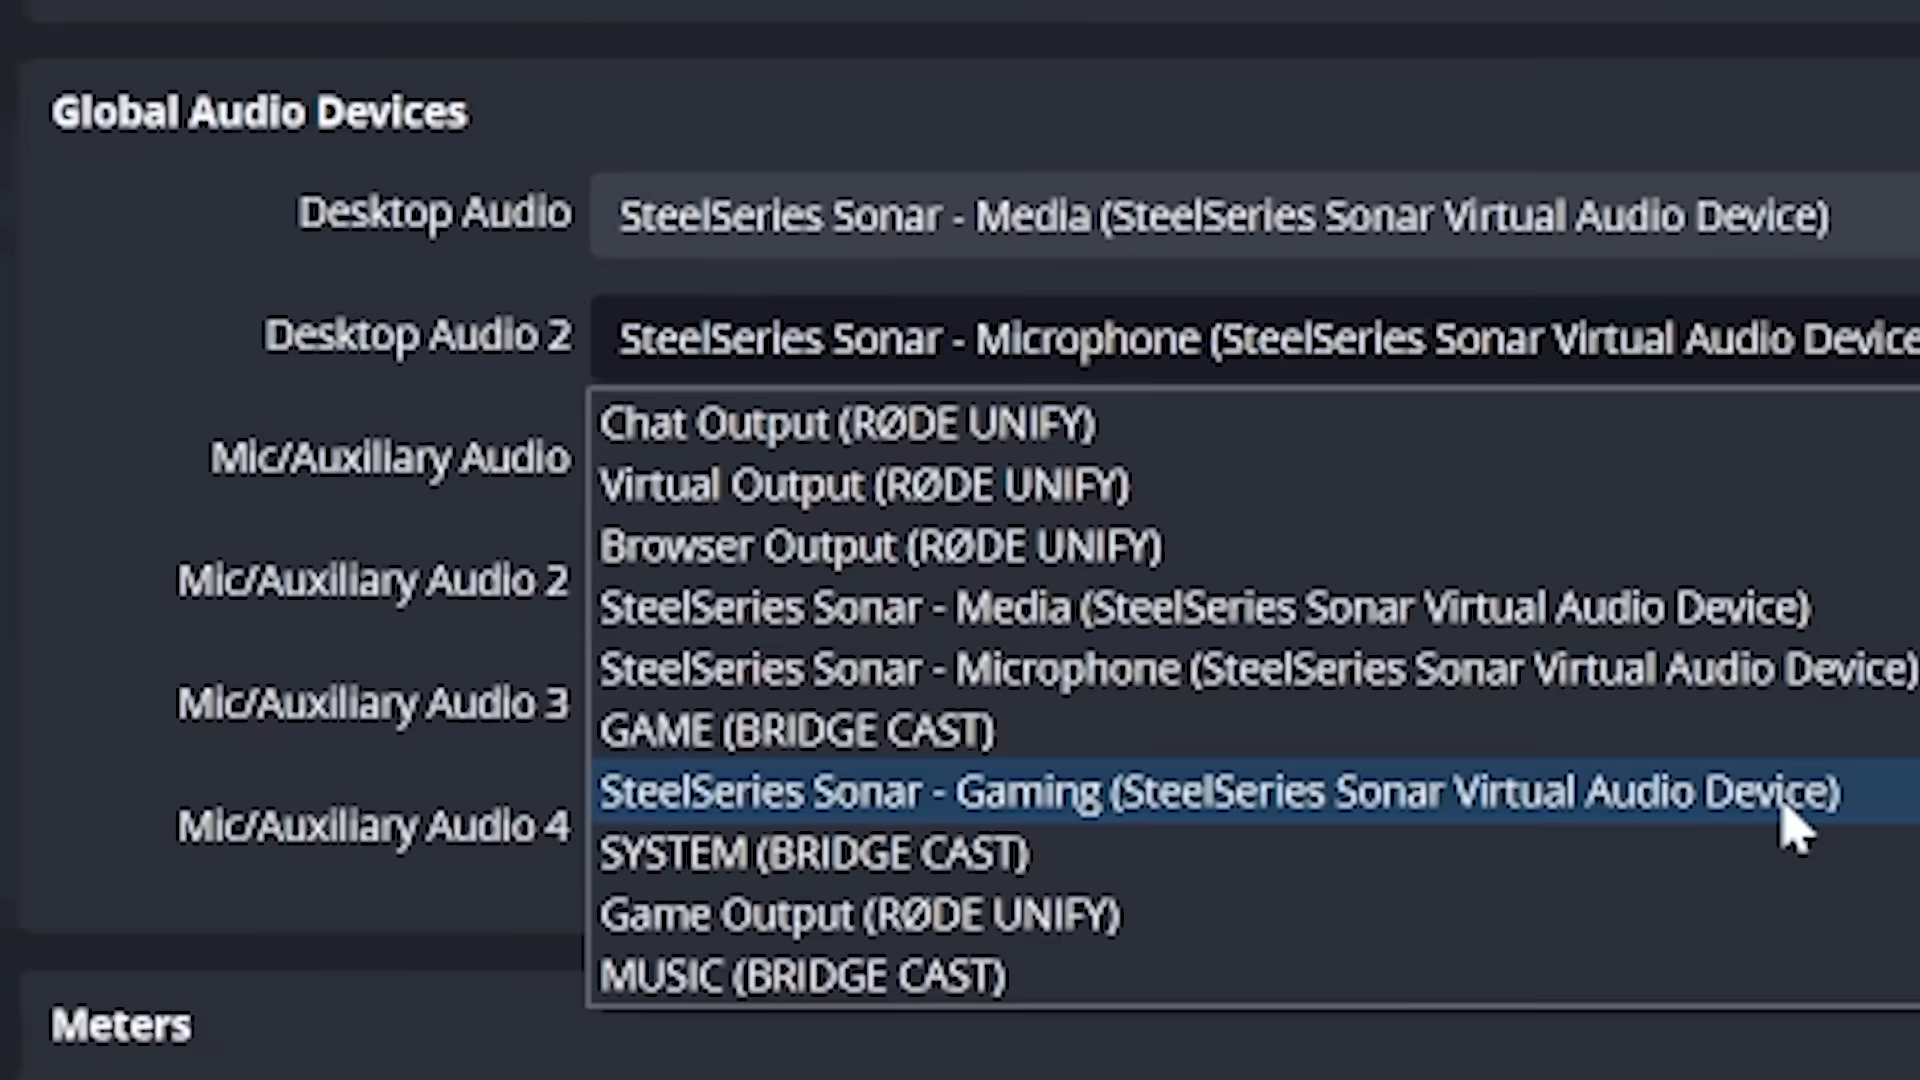 Global Audio Devices
Desktop Audio
SteelSeries Sonar - Media (SteelSeries Sonar Virtual Audio Device)
Desktop Audio 2
SteelSeries Sonar - Microphone (SteelSeries Sonar Virtual Audio Device
Mic/Auxiliary Audio
Mic/Auxiliary Audio 2
Mic/Auxiliary Audio 3
Mic/Auxiliary Audio 4
Chat Output (RØDE UNIFY)
Virtual Output (RØDE UNIFY)
Browser Output (RØDE UNIFY)
SteelSeries Sonar - Media (SteelSeries Sonar Virtual Audio Device)
SteelSeries Sonar - Microphone (SteelSeries Sonar Virtual Audio Device)
GAME (BRIDGE CAST)
SteelSeries Sonar - Gaming (SteelSeries Sonar Virtual Audio Device)
SYSTEM (BRIDGE CAST)
Game Output (RØDE UNIFY)
MUSIC (BRIDGE CAST)
Meters